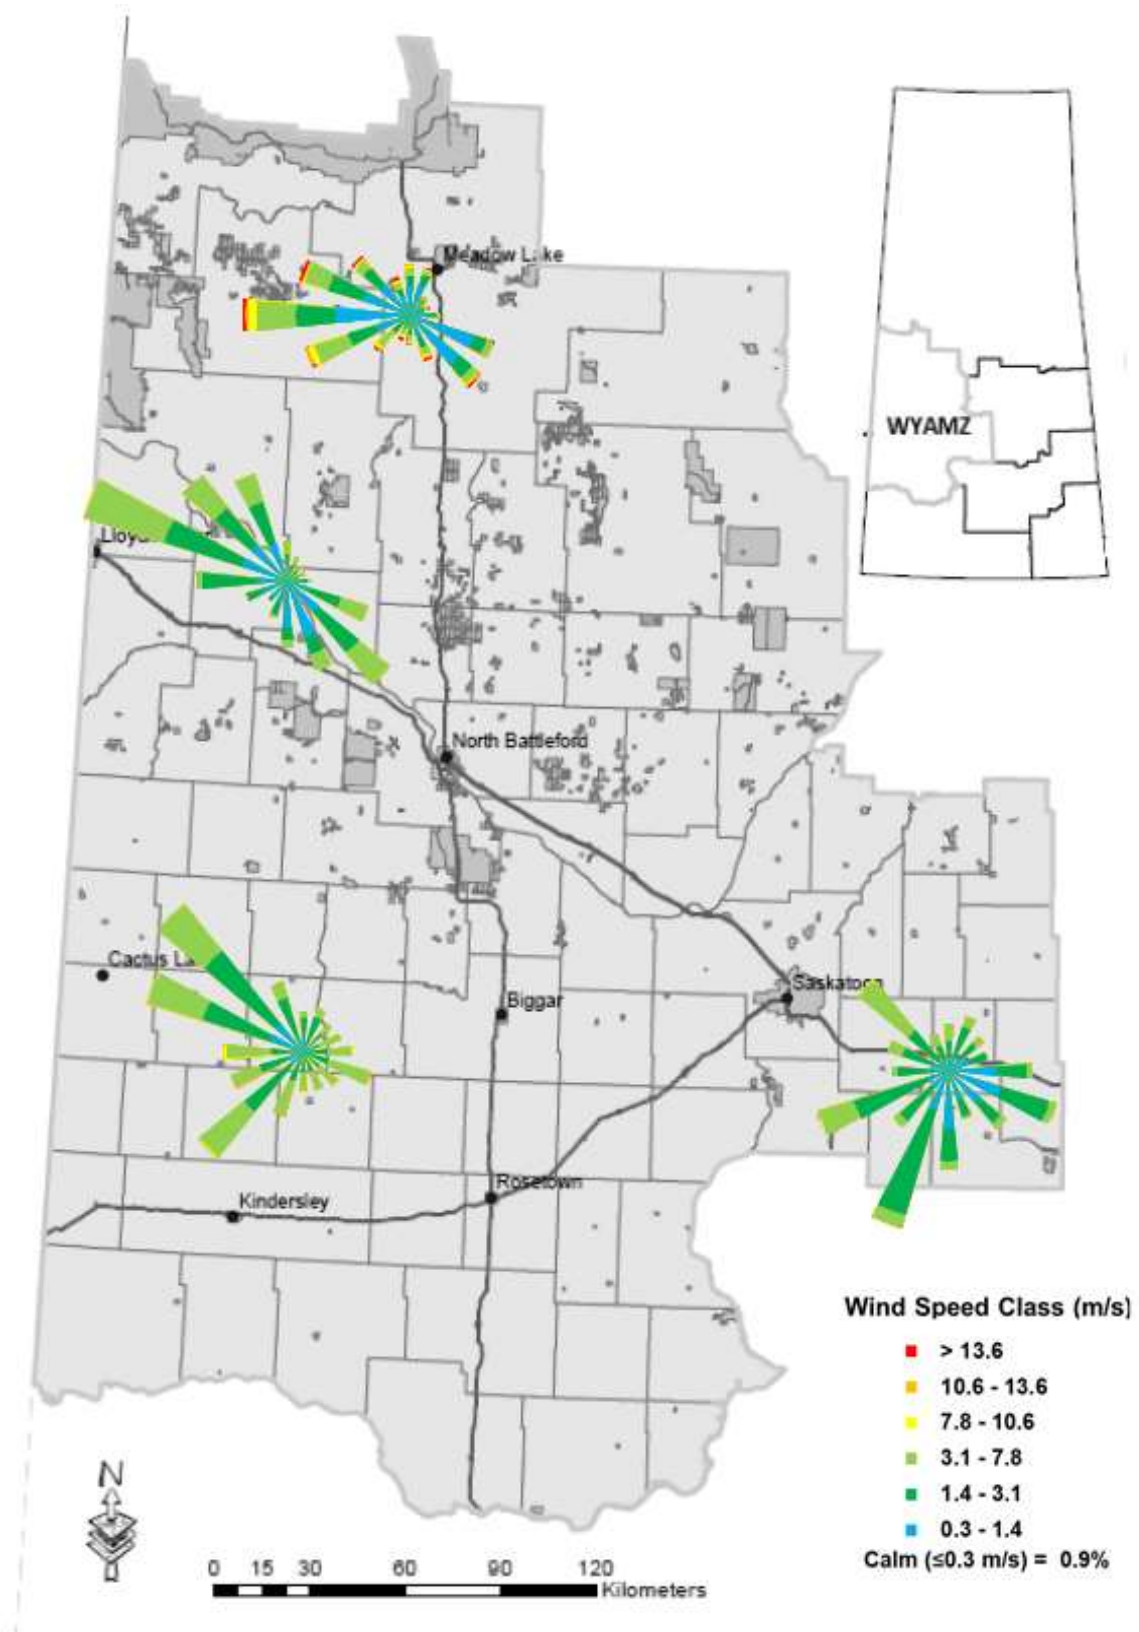 Meadow Lake
WYAMZ
North Battleford
Biggar
Rosetown
Kindersley
Wind Speed Class (m/s)
> 13.6
10.6 - 13.6
7.8 - 10.6
3.1 - 7.8
1.4 - 3.1
0.3 - 1.4
Calm (≤0.3 m/s) = 0.9%
N
0 15 30 60 90 120
Kilometers